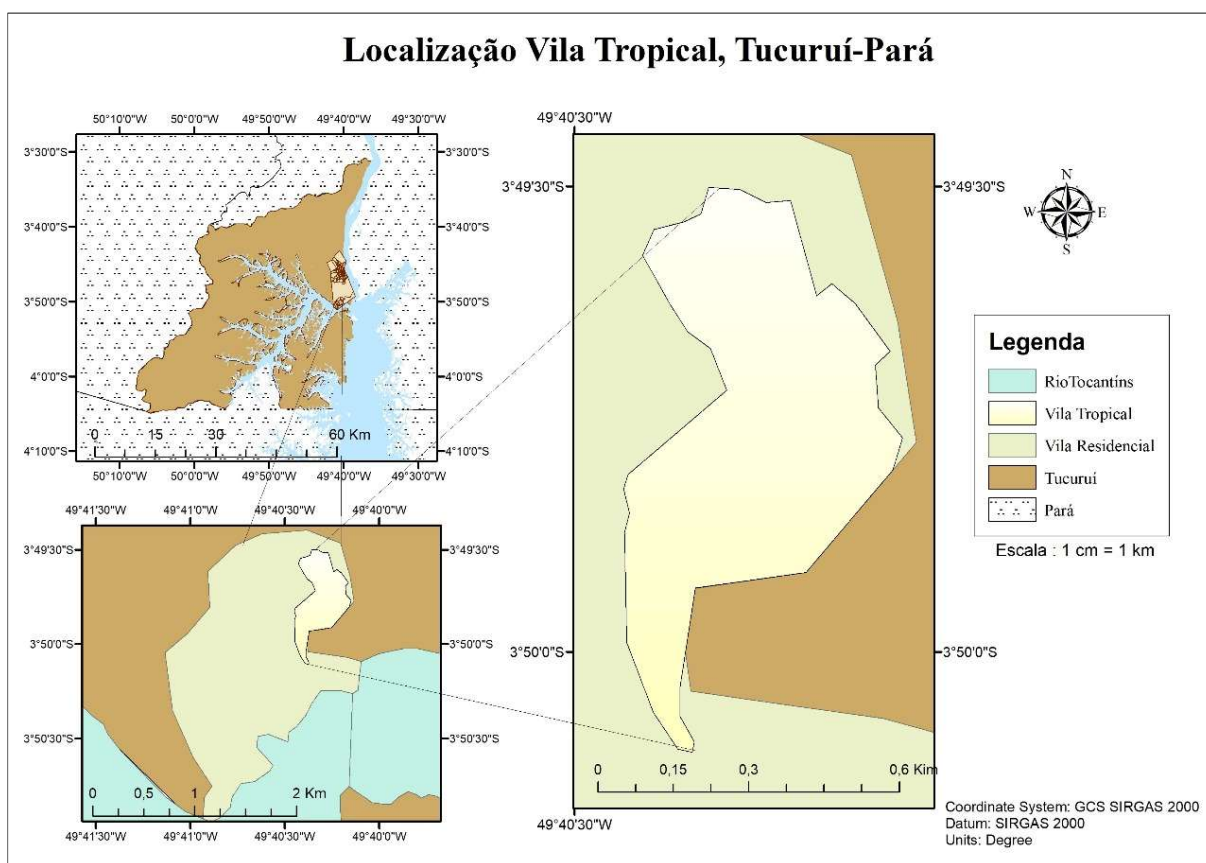 Localização Vila Tropical, Tucuruí-Pará
50°10'0"W 50°0'0"W 49°50'0"W 49°40'0"W 49°30'0"W
3°30'0"S 3°30'0"S
3°40'0"S 3°40'0"S
3°50'0"S 3°50'0"S
4°0'0"S 4°0'0"S
0 15 30 60 Km
4°10'0"S 4°10'0"S
50°10'0"W 50°0'0"W 49°50'0"W 49°40'0"W 49°30'0"W
49°41'30"W 49°41'0"W 49°40'30"W 49°40'0"W
3°49'30"S 3°49'30"S
3°50'0"S 3°50'0"S
3°50'30"S 3°50'30"S
0 0,5 1 2 Km
49°41'30"W 49°41'0"W 49°40'30"W 49°40'0"W
49°40'30"W
3°49'30"S 3°49'30"S
3°50'0"S 3°50'0"S
0 0,15 0,3 0,6 Kim
49°40'30"W
N
W E
S
Legenda
RioTocantíns
Vila Tropical
Vila Residencial
Tucuruí
Pará
Escala : 1 cm = 1 km
Coordinate System: GCS SIRGAS 2000
Datum: SIRGAS 2000
Units: Degree